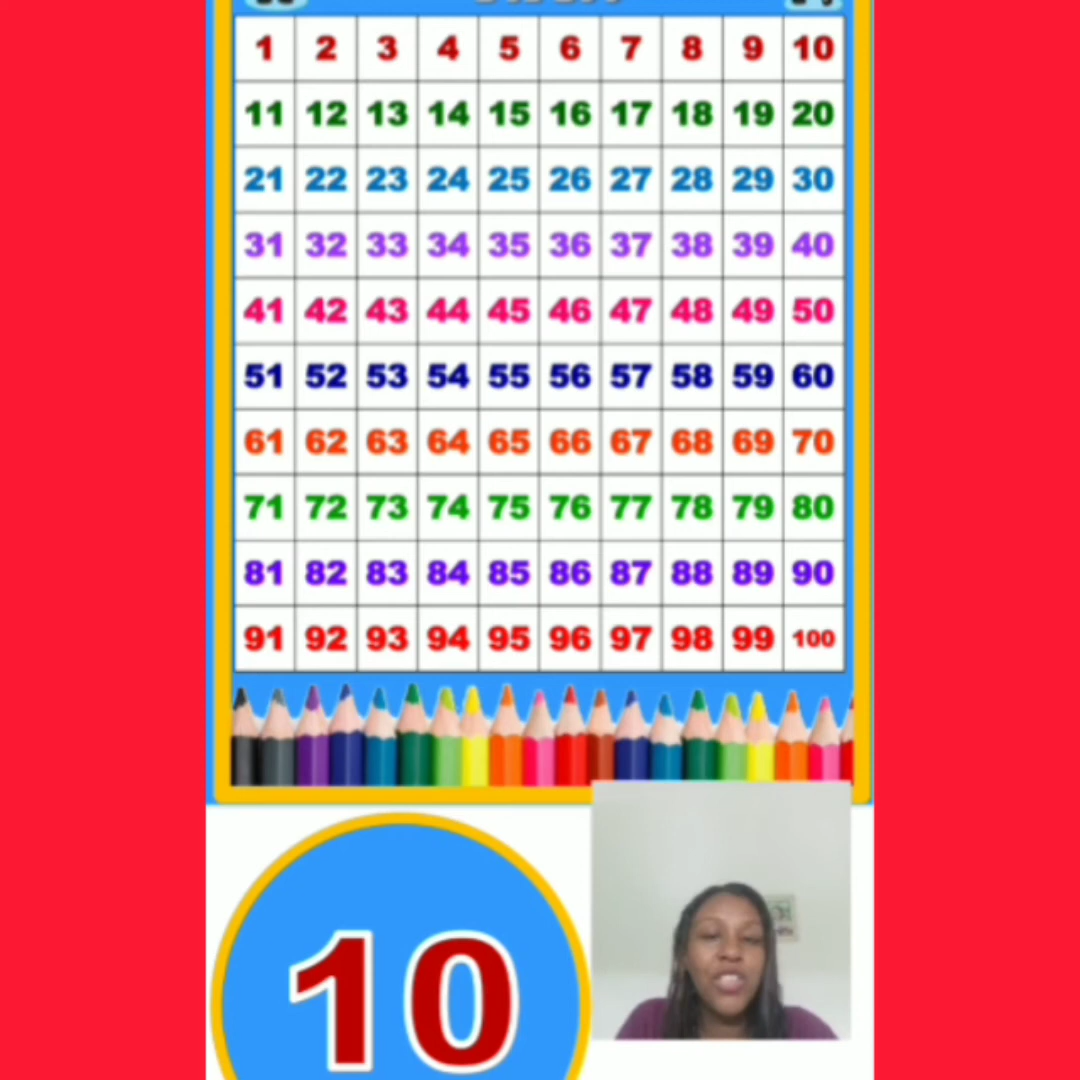 1 2 3 4 5 6 7 8 9 10
11 12 13 14 15 16 17 18 19 20
21 22 23 24 25 26 27 28 29 30
31 32 33 34 35 36 37 38 39 40
41 42 43 44 45 46 47 48 49 50
51 52 53 54 55 56 57 58 59 60
61 62 63 64 65 66 67 68 69 70
71 72 73 74 75 76 77 78 79 80
81 82 83 84 85 86 87 88 89 90
91 92 93 94 95 96 97 98 99 100
10